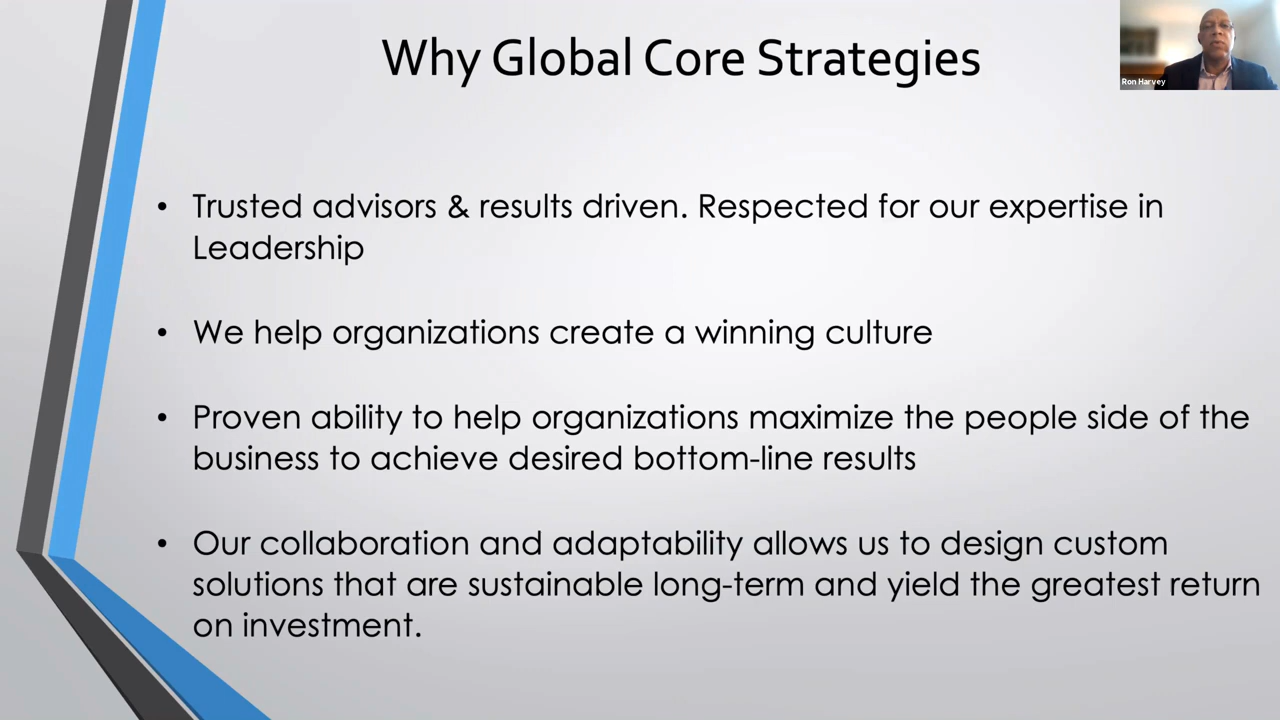 Why Global Core Strategies
Ron Harvey
• Trusted advisors & results driven. Respected for our expertise in
Leadership
• We help organizations create a winning culture
• Proven ability to help organizations maximize the people side of the
business to achieve desired bottom-line results
• Our collaboration and adaptability allows us to design custom
solutions that are sustainable long-term and yield the greatest return
on investment.